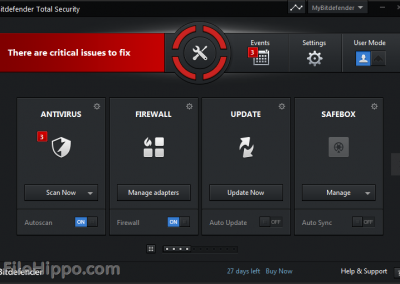 Bitdefender Total Security
MyBitdefender
There are critical issues to fix
Events
3
Settings
User Mode
ANTIVIRUS
FIREWALL
UPDATE
SAFEBOX
3
Scan Now
Manage adapters
Update Now
Manage
Autoscan
ON
Firewall
ON
Auto Update
OFF
Auto Sync
OFF
FileHippo.com
Bitdefender
27 days left
Buy Now
Help & Support